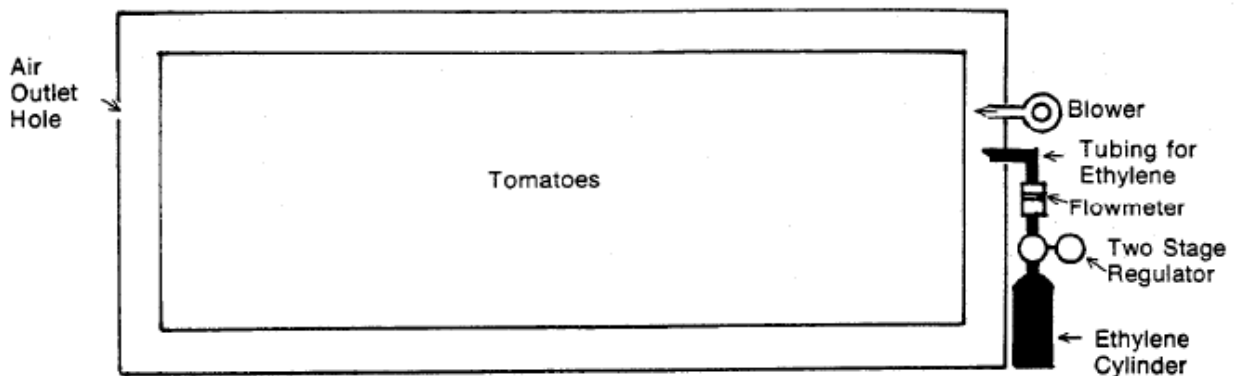 Air
Outlet
Hole
Tomatoes
Blower
Tubing for
Ethylene
Flowmeter
Two Stage
Regulator
Ethylene
Cylinder